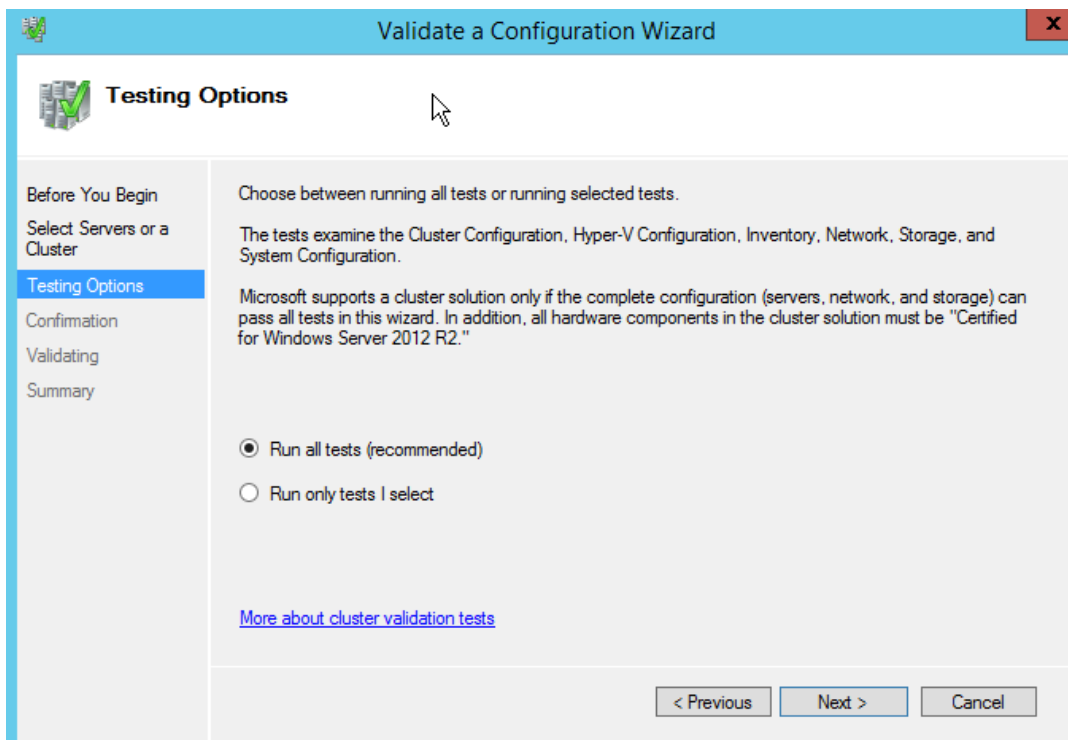 Validate a Configuration Wizard
x
Testing Options
Before You Begin
Select Servers or a
Cluster
Testing Options
Confirmation
Validating
Summary
Choose between running all tests or running selected tests.
The tests examine the Cluster Configuration, Hyper-V Configuration, Inventory, Network, Storage, and
System Configuration.
Microsoft supports a cluster solution only if the complete configuration (servers, network, and storage) can
pass all tests in this wizard. In addition, all hardware components in the cluster solution must be "Certified
for Windows Server 2012 R2."
Run all tests (recommended)
Run only tests I select
More about cluster validation tests
< Previous
Next >
Cancel